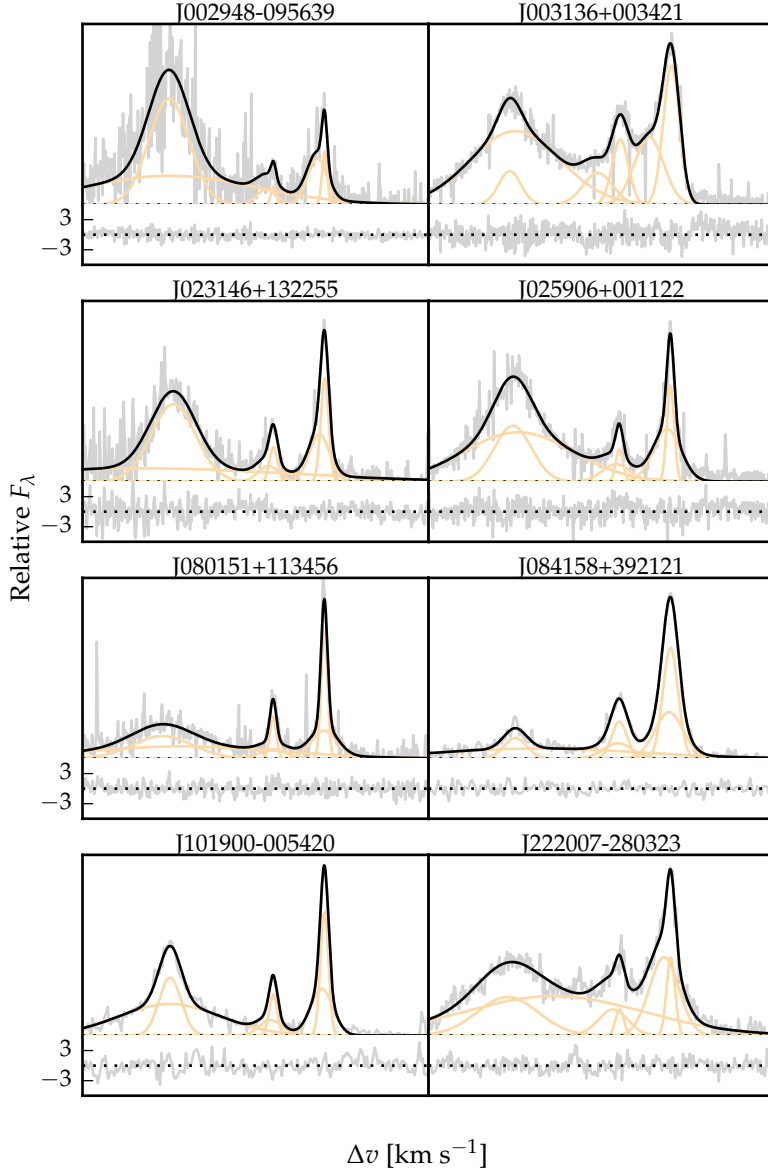 J002948-095639 J003136+003421
3
−3
J023146+132255 J025906+001122
3
−3
Relative Fλ
J080151+113456 J084158+392121
3
−3
J101900-005420 J222007-280323
3
−3
Δv [km s⁻¹]